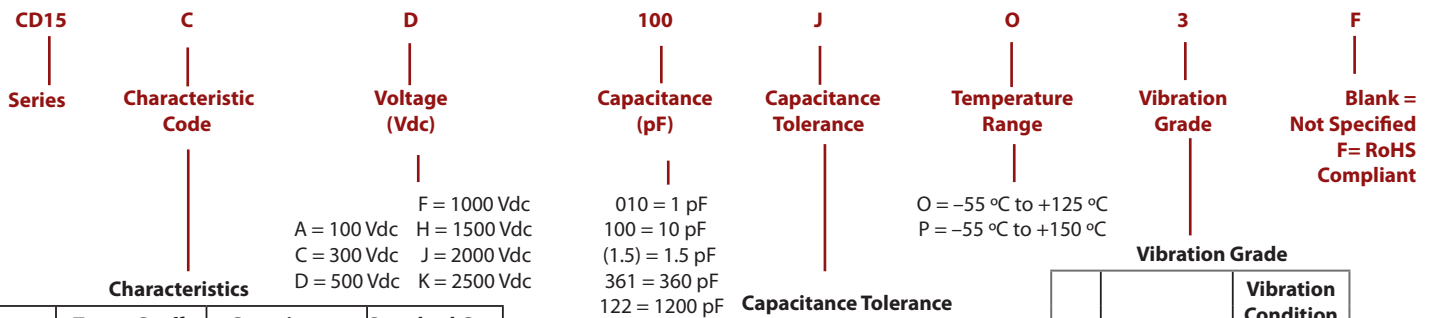 CD15 C D 100 J O 3 F
Series
Characteristic
Code
Voltage
(Vdc)
Capacitance
(pF)
Capacitance
Tolerance
Temperature
Range
Vibration
Grade
Blank =
Not Specified
F= RoHS
Compliant
F = 1000 Vdc
A = 100 Vdc H = 1500 Vdc
C = 300 Vdc J = 2000 Vdc
D = 500 Vdc K = 2500 Vdc
010 = 1 pF
100 = 10 pF
(1.5) = 1.5 pF
361 = 360 pF
122 = 1200 pF
O = –55 ºC to +125 ºC
P = –55 ºC to +150 ºC
Vibration Grade
Characteristics
Capacitance Tolerance
Vibration
Condition